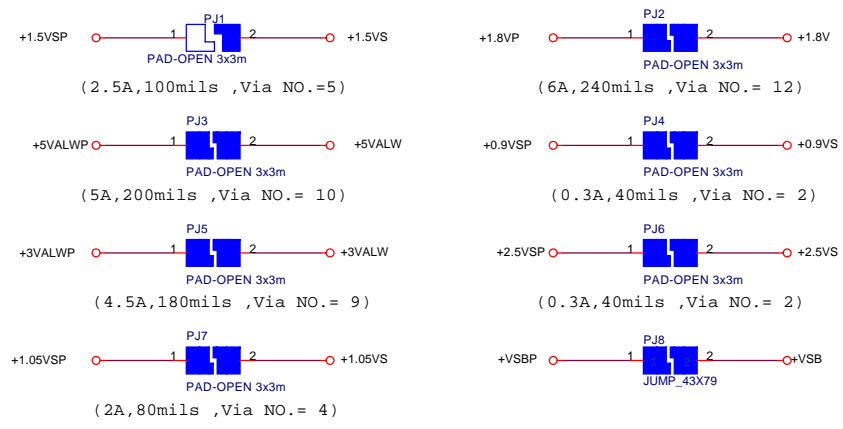 PJ1
+1.5VSP 1 2 +1.5VS
PAD-OPEN 3x3m
(2.5A,100mils ,Via NO.=5)
PJ2
+1.8VP 1 2 +1.8V
PAD-OPEN 3x3m
(6A,240mils ,Via NO.= 12)
PJ3
+5VALWP 1 2 +5VALW
PAD-OPEN 3x3m
(5A,200mils ,Via NO.= 10)
PJ4
+0.9VSP 1 2 +0.9VS
PAD-OPEN 3x3m
(0.3A,40mils ,Via NO.= 2)
PJ5
+3VALWP 1 2 +3VALW
PAD-OPEN 3x3m
(4.5A,180mils ,Via NO.= 9)
PJ6
+2.5VSP 1 2 +2.5VS
PAD-OPEN 3x3m
(0.3A,40mils ,Via NO.= 2)
PJ7
+1.05VSP 1 2 +1.05VS
PAD-OPEN 3x3m
(2A,80mils ,Via NO.= 4)
PJ8
+VSBP 1 1 2 2 +VSB
JUMP_43X79